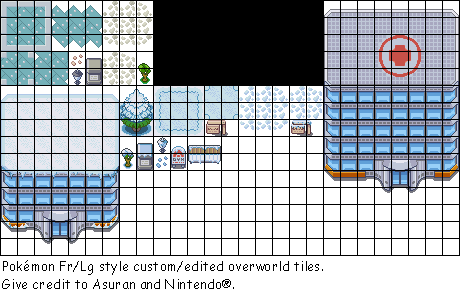 Pokémon Fr/Lg style custom/edited overworld tiles.
Give credit to Asuran and Nintendo®.